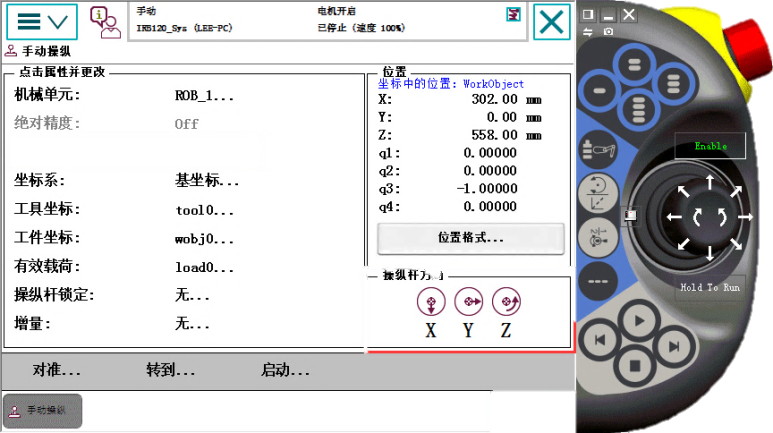 手动
电机开启
IRB120_Sys (LEE-PC)
已停止 (速度 100%)
手动操纵
点击属性并更改
机械单元: ROB_1...
绝对精度: Off
坐标系: 基坐标...
工具坐标: tool0...
工件坐标: wobj0...
有效载荷: load0...
操纵杆锁定: 无...
增量: 无...
位置
坐标中的位置: WorkObject
X: 302.00 mm
Y: 0.00 mm
Z: 558.00 mm
q1: 0.00000
q2: 0.00000
q3: -1.00000
q4: 0.00000
位置格式...
操纵杆方向
X Y Z
对准... 转到... 启动...
手动操纵
Enable
Hold To Run